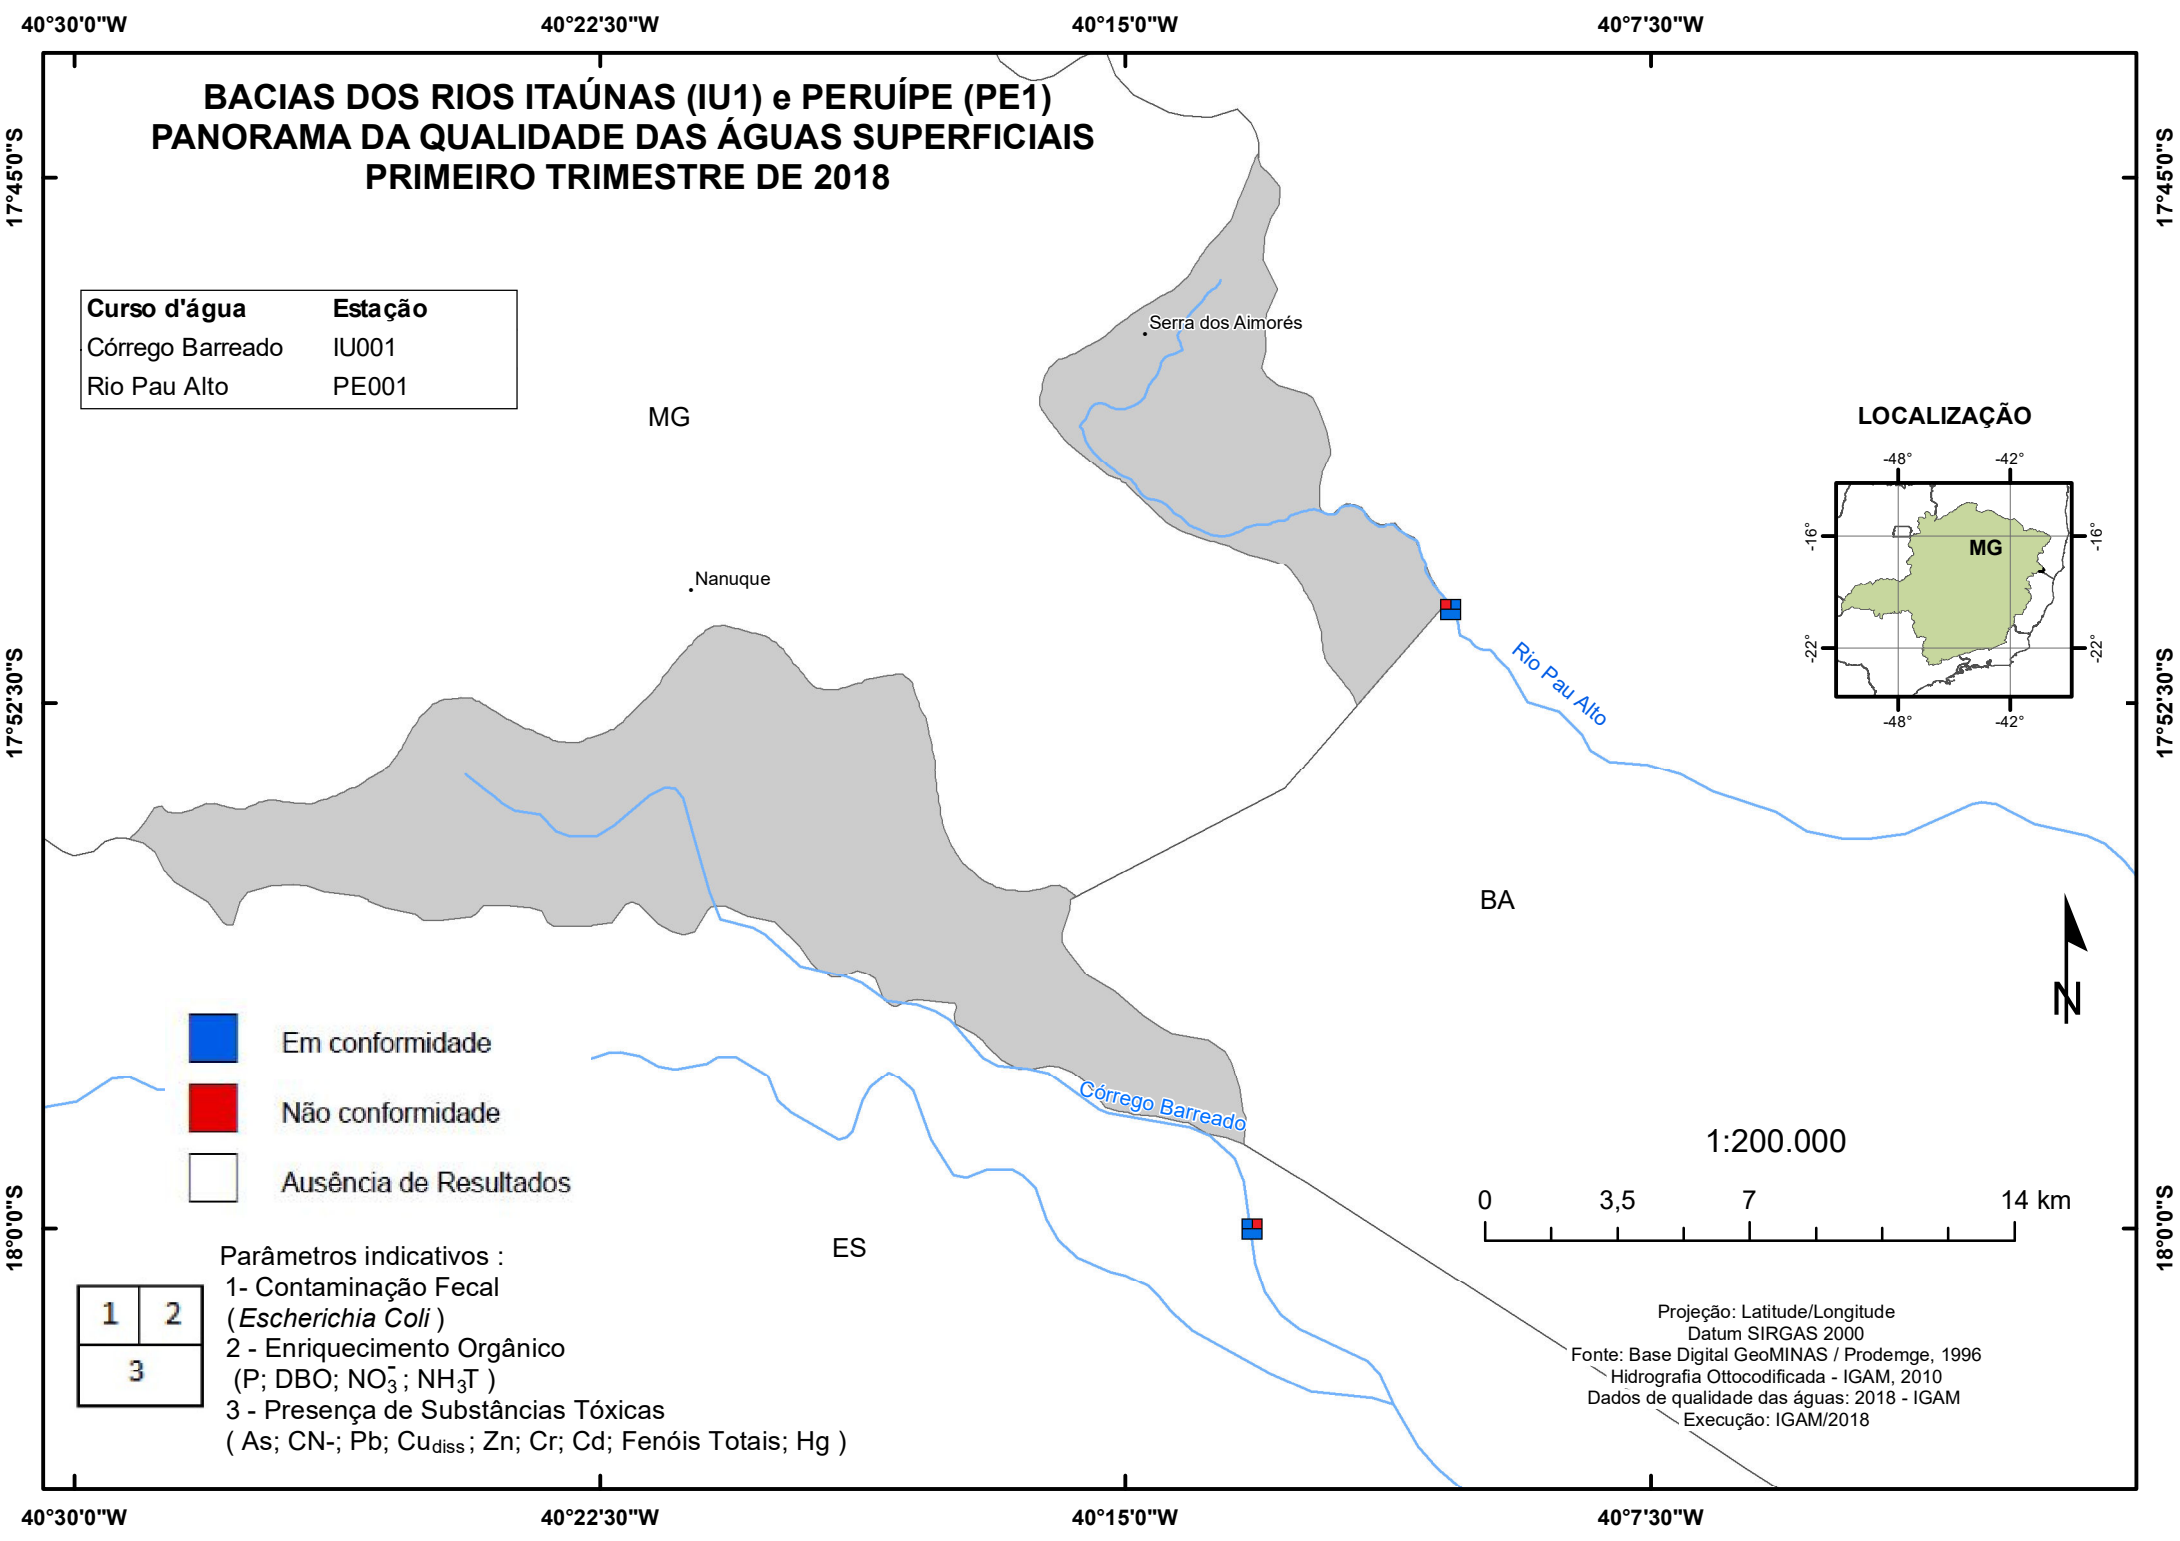 40°30'0"W 40°22'30"W 40°15'0"W 40°7'30"W
BACIAS DOS RIOS ITAÚNAS (IU1) e PERUÍPE (PE1)
PANORAMA DA QUALIDADE DAS ÁGUAS SUPERFICIAIS
PRIMEIRO TRIMESTRE DE 2018
17°45'0"S
17°45'0"S
Curso d'água Estação
Córrego Barreado IU001
Rio Pau Alto PE001
Serra dos Aimorés
MG
LOCALIZAÇÃO
-48° -42°
-16°
MG
-16°
-22°
-22°
-48° -42°
Nanuque
Rio Pau Alto
17°52'30"S
17°52'30"S
BA
N
Em conformidade
Não conformidade
Ausência de Resultados
Córrego Barreado
1:200.000
0 3,5 7 14 km
ES
18°0'0"S
18°0'0"S
Parâmetros indicativos :
1 2
3
1- Contaminação Fecal
(Escherichia Coli )
2 - Enriquecimento Orgânico
(P; DBO; NO₃⁻; NH₃T )
3 - Presença de Substâncias Tóxicas
( As; CN-; Pb; Cudiss ; Zn; Cr; Cd; Fenóis Totais; Hg )
Projeção: Latitude/Longitude
Datum SIRGAS 2000
Fonte: Base Digital GeoMINAS / Prodemge, 1996
Hidrografia Ottocodificada - IGAM, 2010
Dados de qualidade das águas: 2018 - IGAM
Execução: IGAM/2018
40°30'0"W 40°22'30"W 40°15'0"W 40°7'30"W